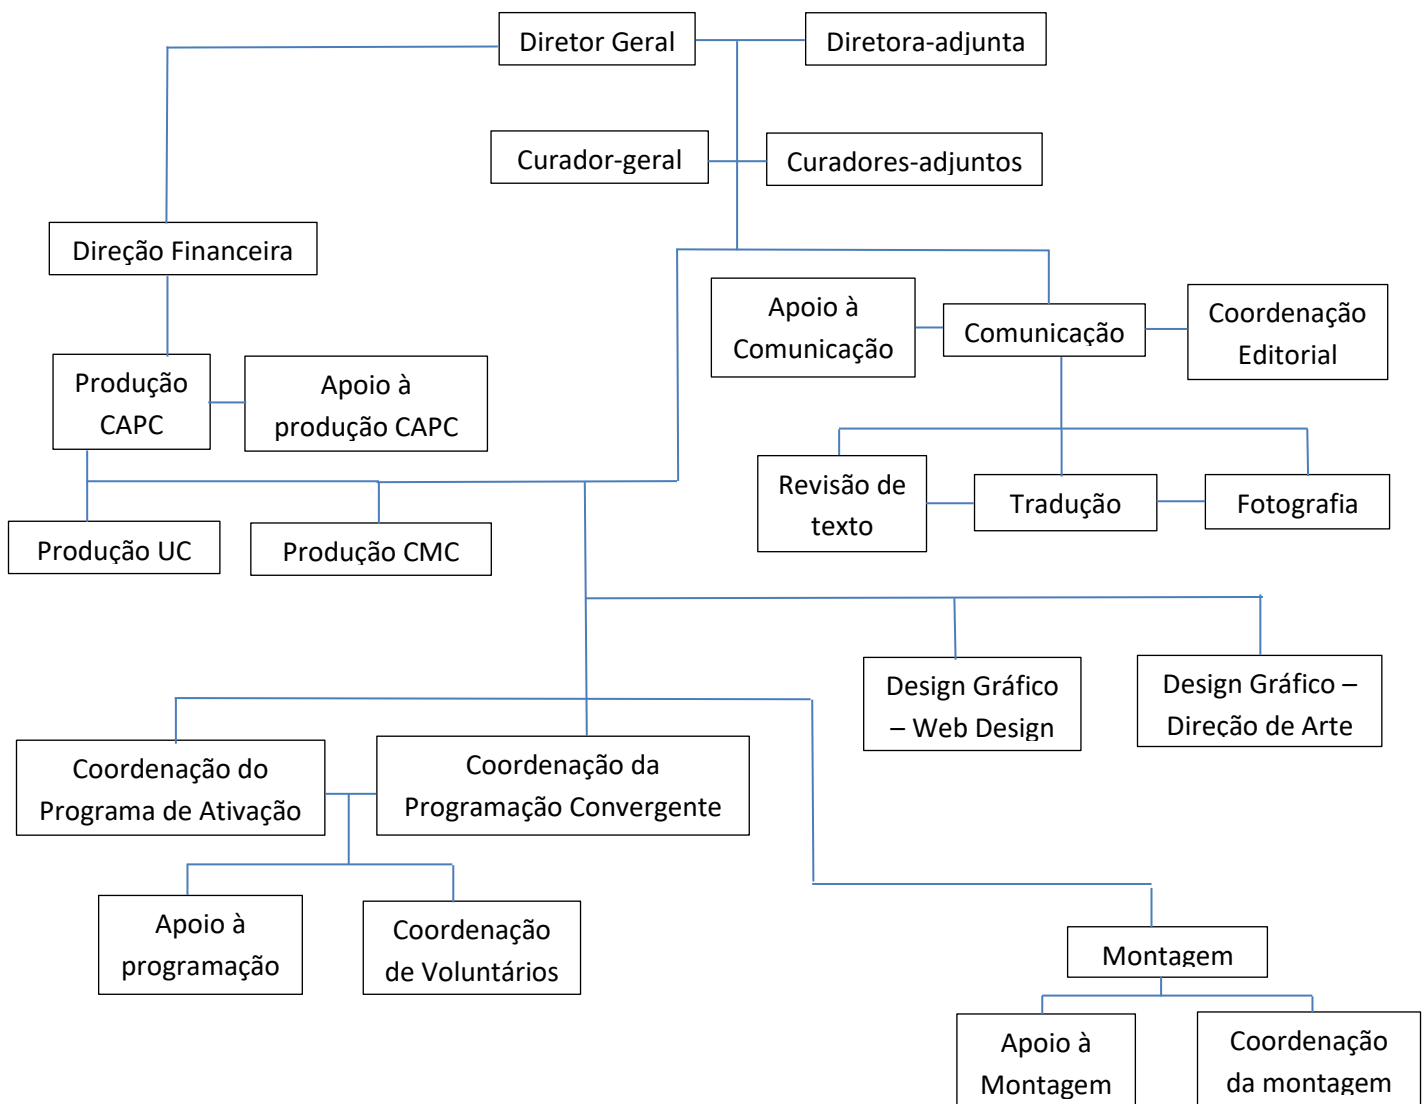 Diretor Geral
Diretora-adjunta
Curador-geral
Curadores-adjuntos
Direção Financeira
Apoio à
Comunicação
Comunicação
Coordenação
Editorial
Produção
CAPC
Apoio à
produção CAPC
Revisão de
texto
Tradução
Fotografia
Produção UC
Produção CMC
Design Gráfico
– Web Design
Design Gráfico –
Direção de Arte
Coordenação do
Programa de Ativação
Coordenação da
Programação Convergente
Apoio à
programação
Coordenação
de Voluntários
Montagem
Apoio à
Montagem
Coordenação
da montagem